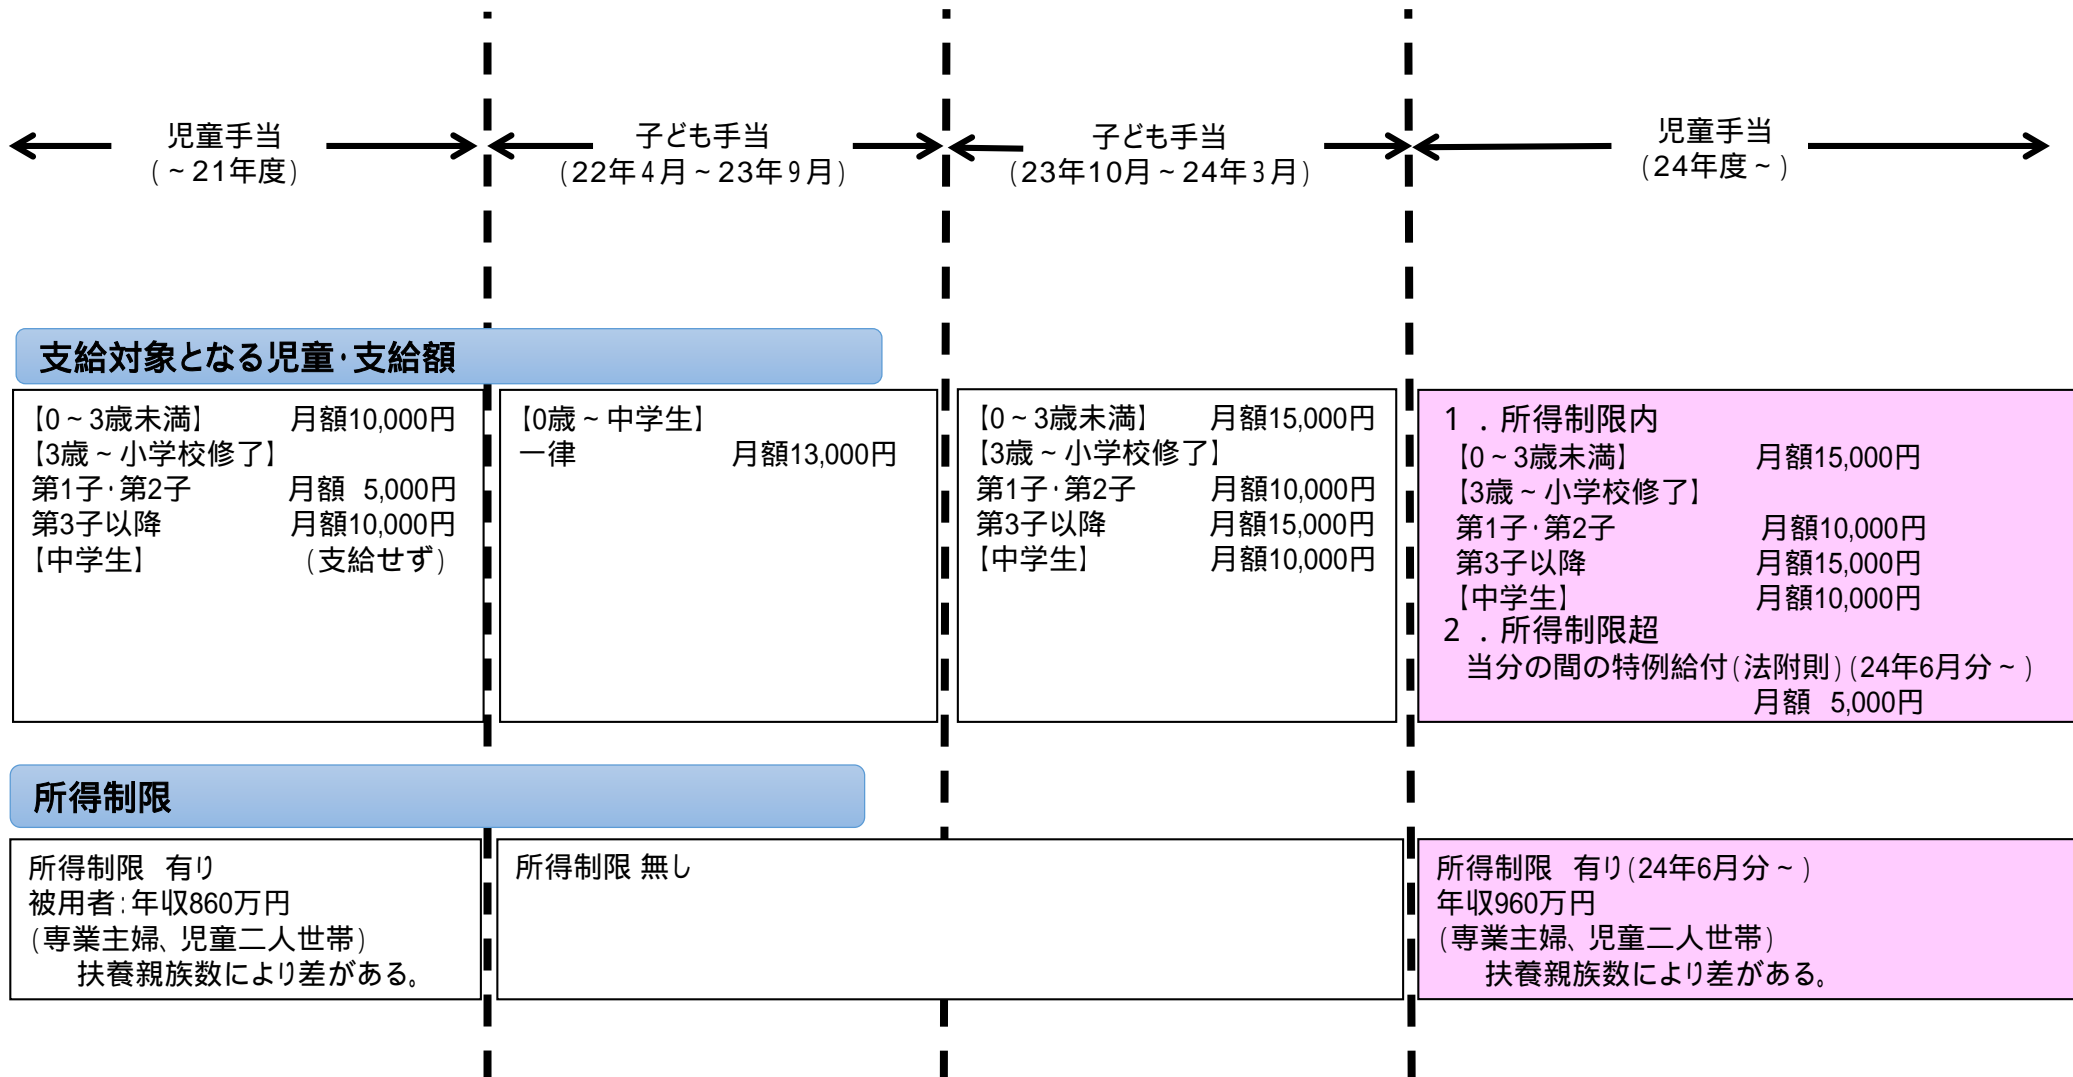 児童手当
(~21年度)
子ども手当
(22年4月~23年9月)
子ども手当
(23年10月~24年3月)
児童手当
(24年度~)
支給対象となる児童・支給額
【0~3歳未満】 月額10,000円
【3歳~小学校修了】
第1子・第2子 月額 5,000円
第3子以降 月額10,000円
【中学生】 (支給せず)
【0歳~中学生】
一律 月額13,000円
【0~3歳未満】 月額15,000円
【3歳~小学校修了】
第1子・第2子 月額10,000円
第3子以降 月額15,000円
【中学生】 月額10,000円
1．所得制限内
【0~3歳未満】 月額15,000円
【3歳~小学校修了】
第1子・第2子 月額10,000円
第3子以降 月額15,000円
【中学生】 月額10,000円
2．所得制限超
当分の間の特例給付(法附則)(24年6月分~)
月額 5,000円
所得制限
所得制限 有り
被用者:年収860万円
(専業主婦、児童二人世帯)
扶養親族数により差がある。
所得制限 無し
所得制限 有り(24年6月分~)
年収960万円
(専業主婦、児童二人世帯)
扶養親族数により差がある。